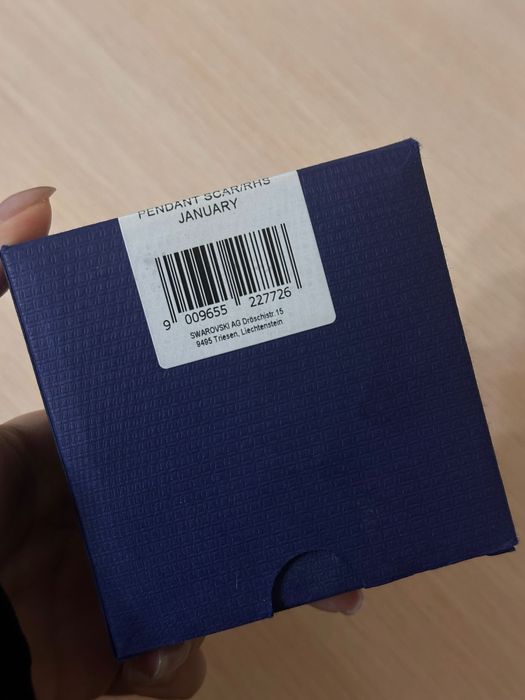 PENDANT SCAR/RHS
JANUARY
9 009655 227726
SWAROVSKI AG Dröschistr.15
9495 Triesen, Liechtenstein